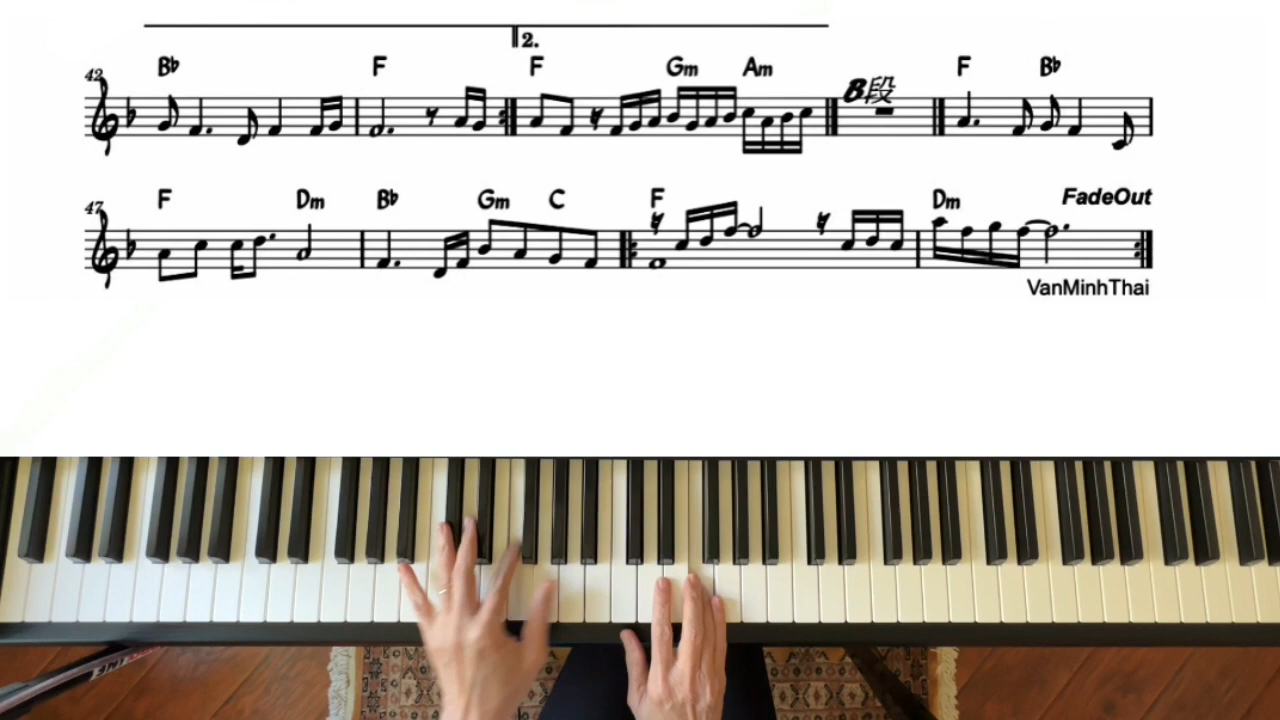 2.
42 B♭ F F Gm Am B段 F B♭
47 F Dm B♭ Gm C F Dm FadeOut
VanMinhThai